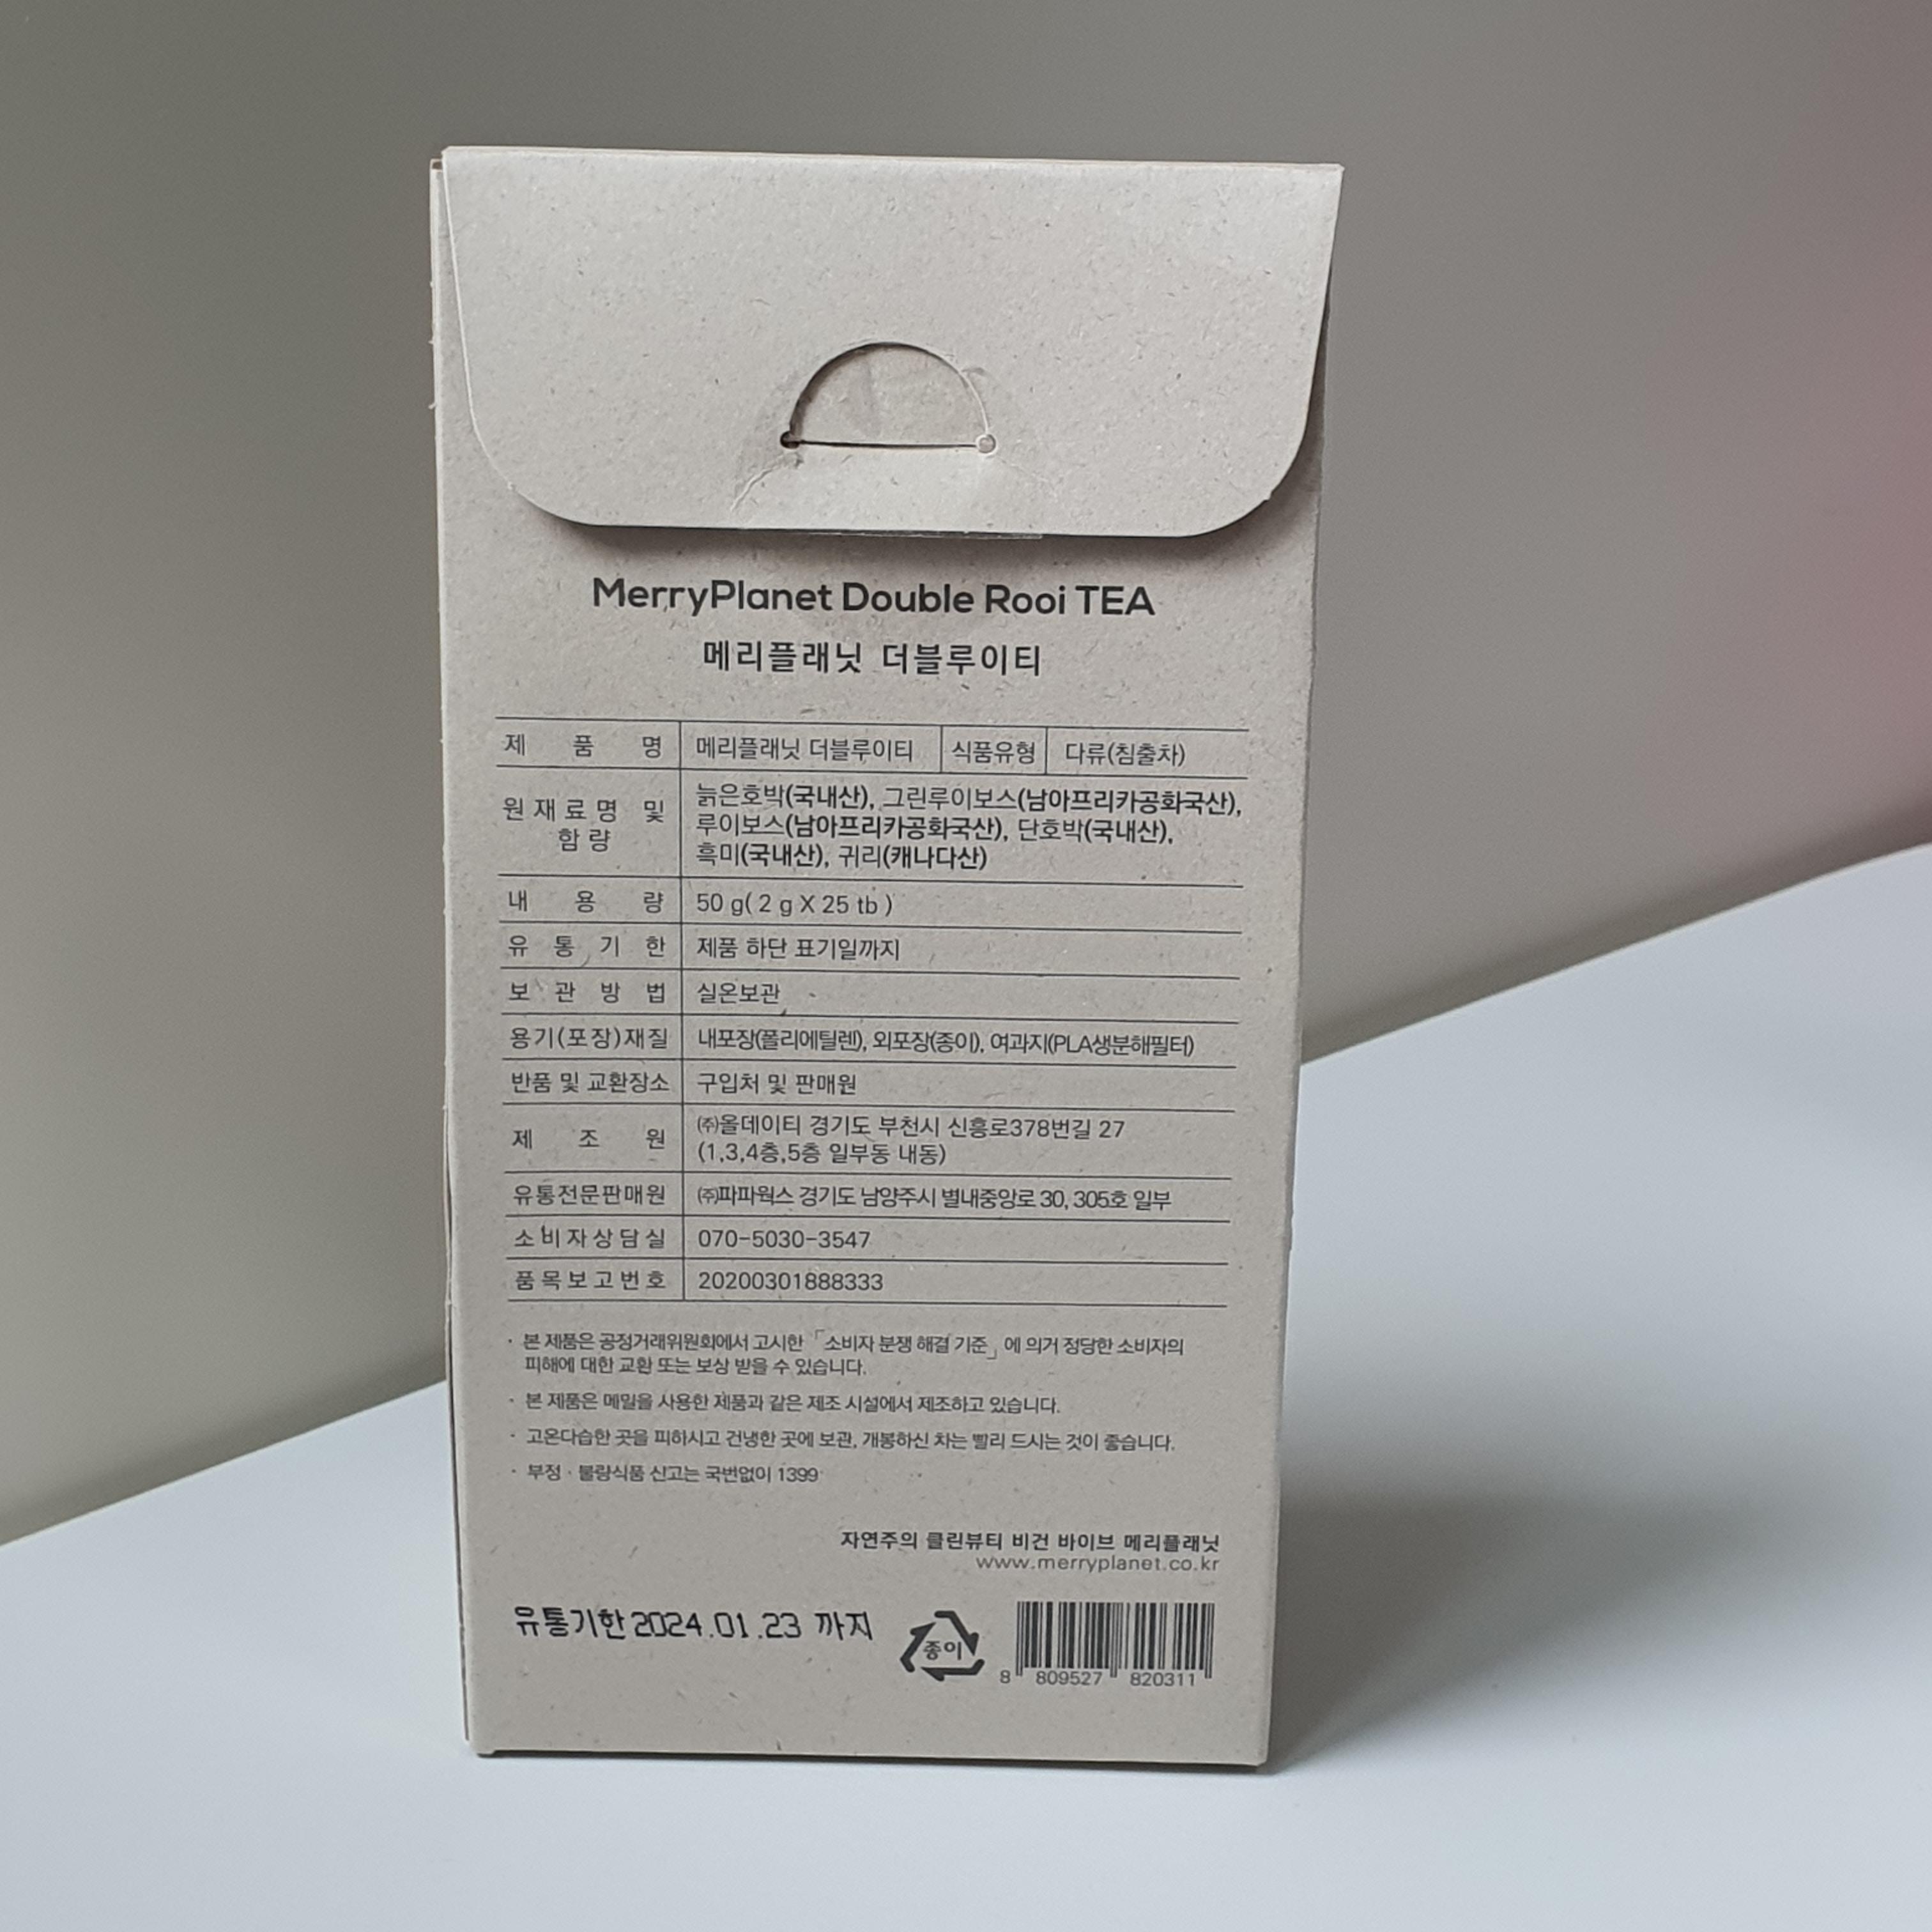 MerryPlanet Double Rooi TEA
메리플래닛 더블루이티
제 품 명 메리플래닛 더블루이티 식품유형 다류(침출차)
원재료명 및 함량 늙은호박(국내산), 그린루이보스(남아프리카공화국산),
루이보스(남아프리카공화국산), 단호박(국내산),
흑미(국내산), 귀리(캐나다산)
내 용 량 50 g( 2 g X 25 tb )
유 통 기 한 제품 하단 표기일까지
보 관 방 법 실온보관
용기(포장)재질 내포장(폴리에틸렌), 외포장(종이), 여과지(PLA생분해필터)
반품 및 교환장소 구입처 및 판매원
제 조 원 ㈜올데이티 경기도 부천시 신흥로378번길 27
(1,3,4층,5층 일부동 내동)
유통전문판매원 ㈜파파웍스 경기도 남양주시 별내중앙로 30, 305호 일부
소비자상담실 070-5030-3547
품목보고번호 20200301888333
· 본 제품은 공정거래위원회에서 고시한 「소비자 분쟁 해결 기준」에 의거 정당한 소비자의
피해에 대한 교환 또는 보상 받을 수 있습니다.
· 본 제품은 메밀을 사용한 제품과 같은 제조 시설에서 제조하고 있습니다.
· 고온다습한 곳을 피하시고 건냉한 곳에 보관, 개봉하신 차는 빨리 드시는 것이 좋습니다.
· 부정 · 불량식품 신고는 국번없이 1399
자연주의 클린뷰티 비건 바이브 메리플래닛
www.merryplanet.co.kr
유통기한 2024.01.23 까지
종이
8 809527 820311